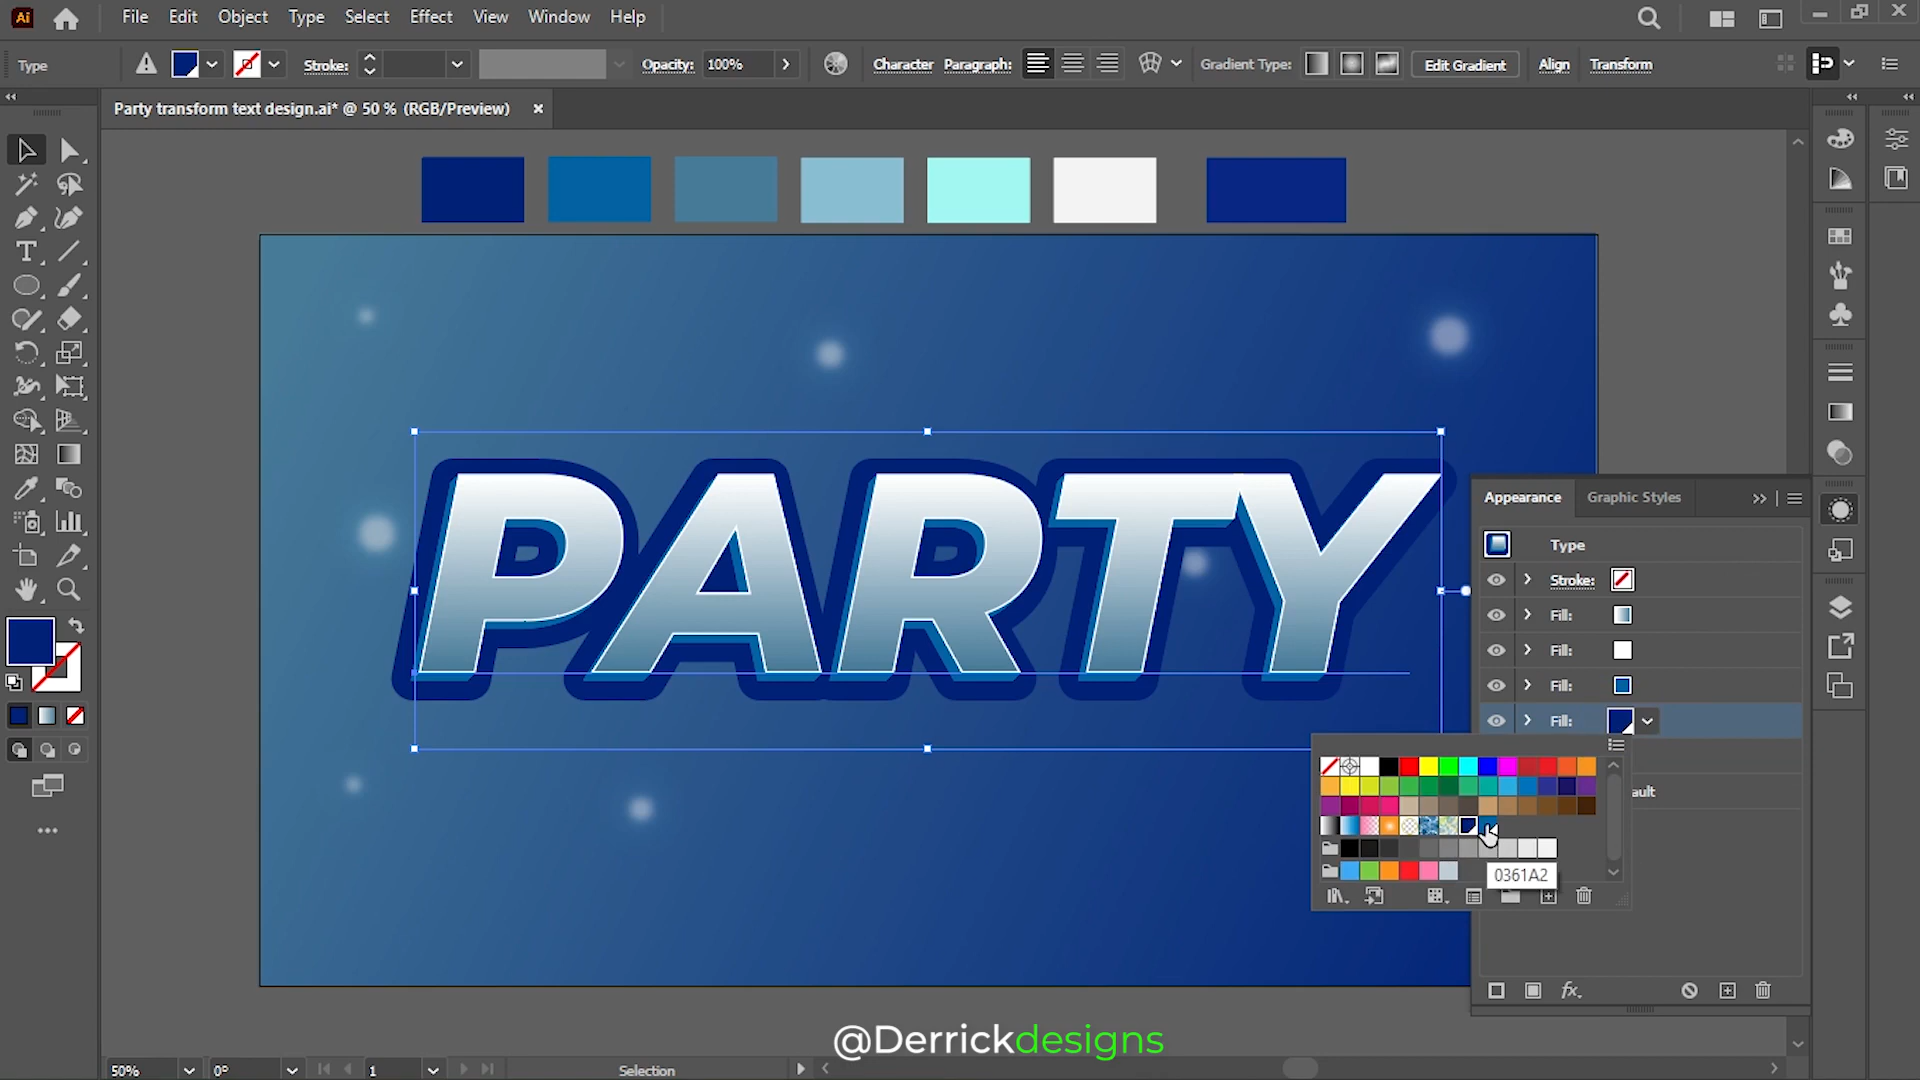 Ai File Edit Object Type Select Effect View Window Help
Type Stroke: Opacity: 100% Character Paragraph: Gradient Type: Edit Gradient Align Transform
Party transform text design.ai* @ 50 % (RGB/Preview) ×
PARTY
Appearance Graphic Styles
Type
Stroke:
Fill:
Fill:
Fill:
Fill:
ault
0361A2
@Derrickdesigns
50% 0° 1 Selection